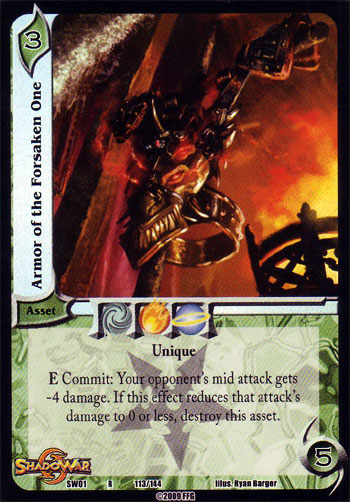 3
Armor of the Forsaken One
Asset
Unique
E Commit: Your opponent's mid attack gets
-4 damage. If this effect reduces that attack's
damage to 0 or less, destroy this asset.
5
SHADOWAR
SW01 R 113/144 Illus. Ryan Barger
©2009 FFG